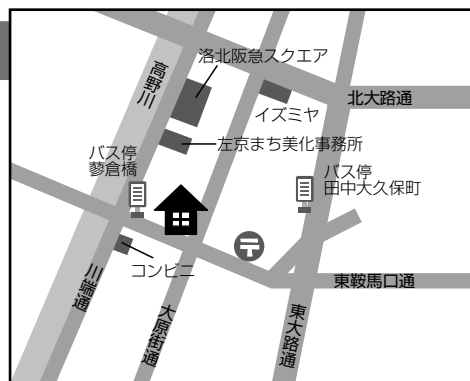 洛北阪急スクエア
高野川
イズミヤ
北大路通
左京まち美化事務所
バス停
蓼倉橋
バス停
田中大久保町
コンビニ
川端通
大原街道
東鞍馬口通
東大路通